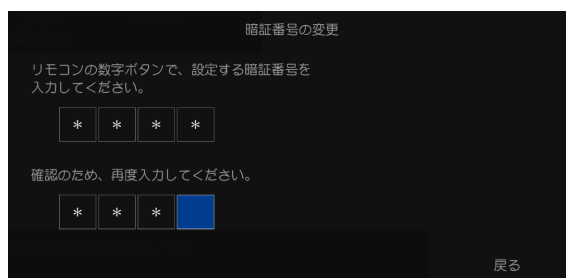 暗証番号の変更
リモコンの数字ボタンで、設定する暗証番号を
入力してください。
* * * *
確認のため、再度入力してください。
* * *
戻る